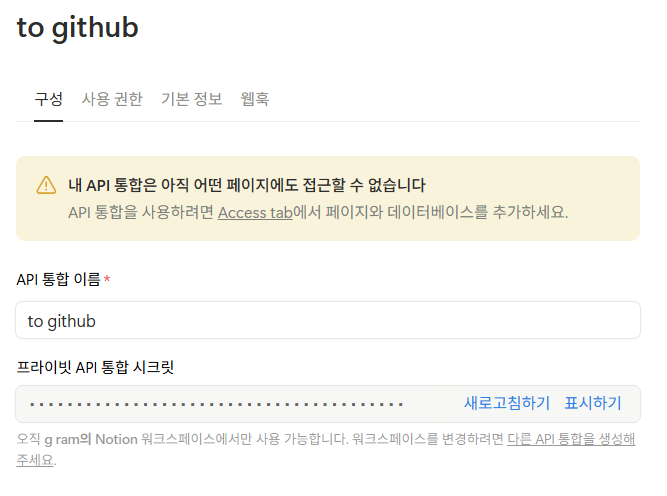 to github
구성 사용 권한 기본 정보 웹훅
내 API 통합은 아직 어떤 페이지에도 접근할 수 없습니다
API 통합을 사용하려면 Access tab에서 페이지와 데이터베이스를 추가하세요.
API 통합 이름 *
to github
프라이빗 API 통합 시크릿
•••••••••••••••••••••••••••••••••••••••• 새로고침하기 표시하기
오직 g ram의 Notion 워크스페이스에서만 사용 가능합니다. 워크스페이스를 변경하려면 다른 API 통합을 생성해
주세요.